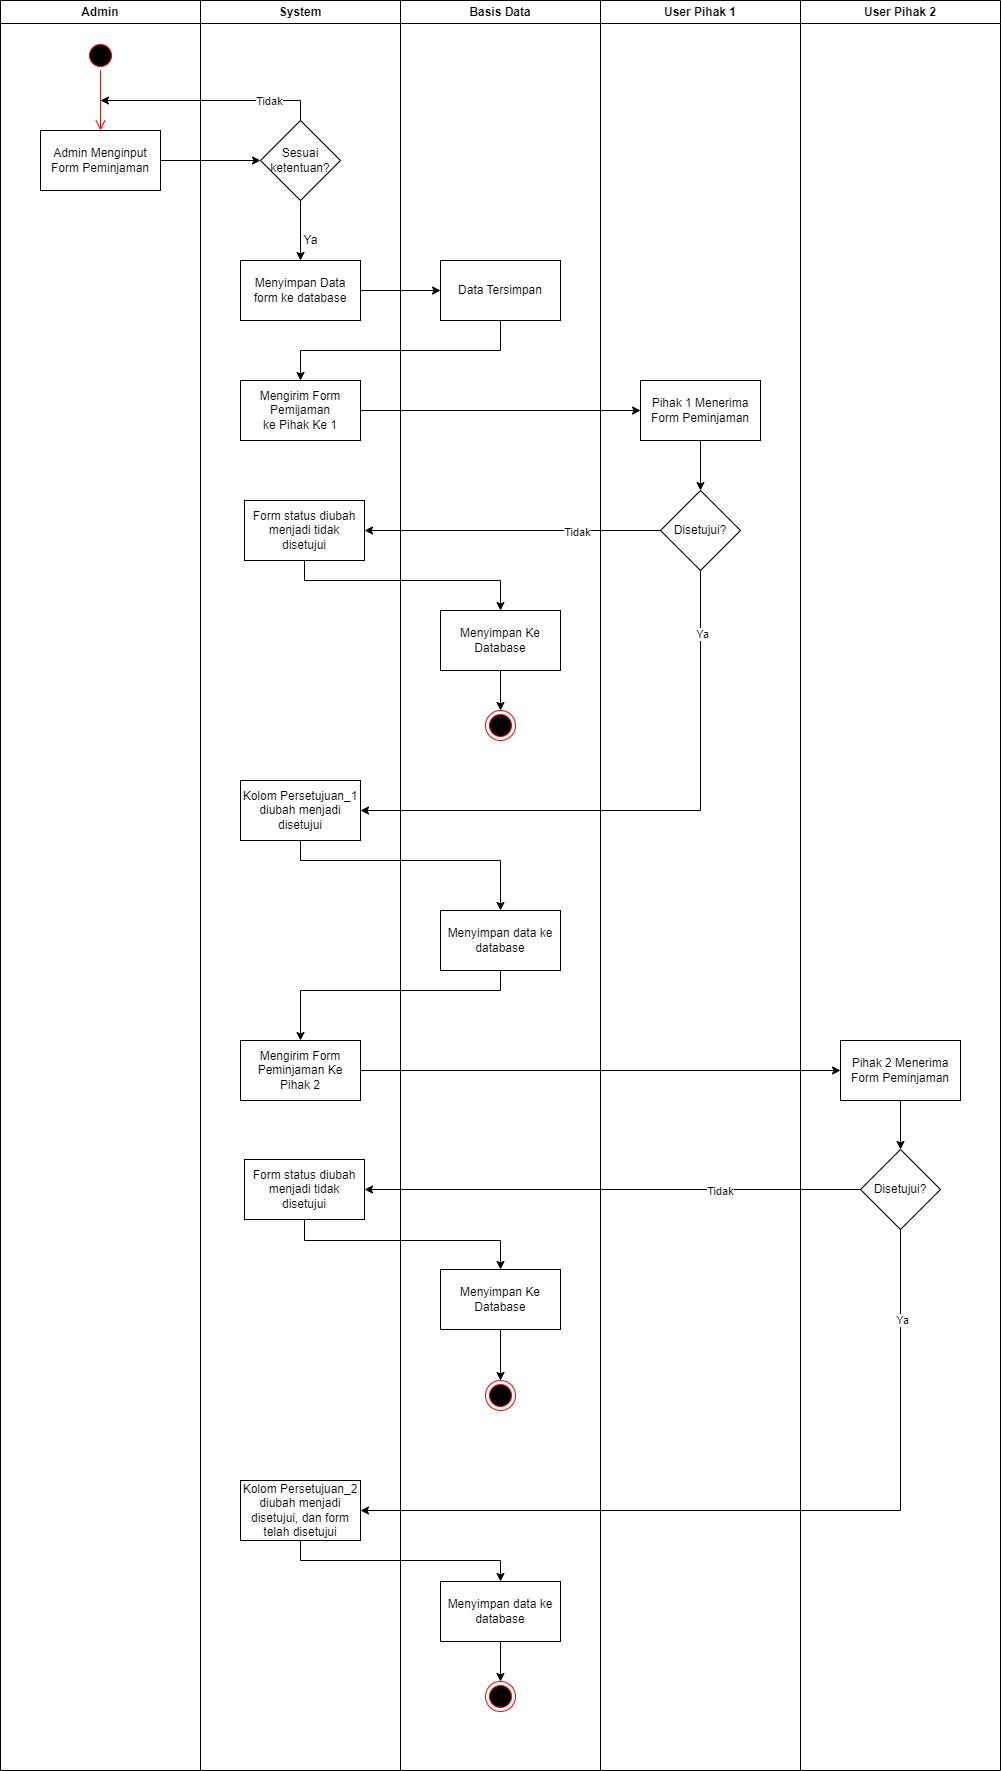 Admin
System
Basis Data
User Pihak 1
User Pihak 2
Tidak
Admin Menginput
Form Peminjaman
Sesuai
ketentuan?
Ya
Menyimpan Data
form ke database
Data Tersimpan
Mengirim Form
Pemijaman
ke Pihak Ke 1
Pihak 1 Menerima
Form Peminjaman
Form status diubah
menjadi tidak
disetujui
Tidak
Disetujui?
Menyimpan Ke
Database
Ya
Kolom Persetujuan_1
diubah menjadi
disetujui
Menyimpan data ke
database
Mengirim Form
Peminjaman Ke
Pihak 2
Pihak 2 Menerima
Form Peminjaman
Form status diubah
menjadi tidak
disetujui
Tidak
Disetujui?
Menyimpan Ke
Database
Ya
Kolom Persetujuan_2
diubah menjadi
disetujui, dan form
telah disetujui
Menyimpan data ke
database